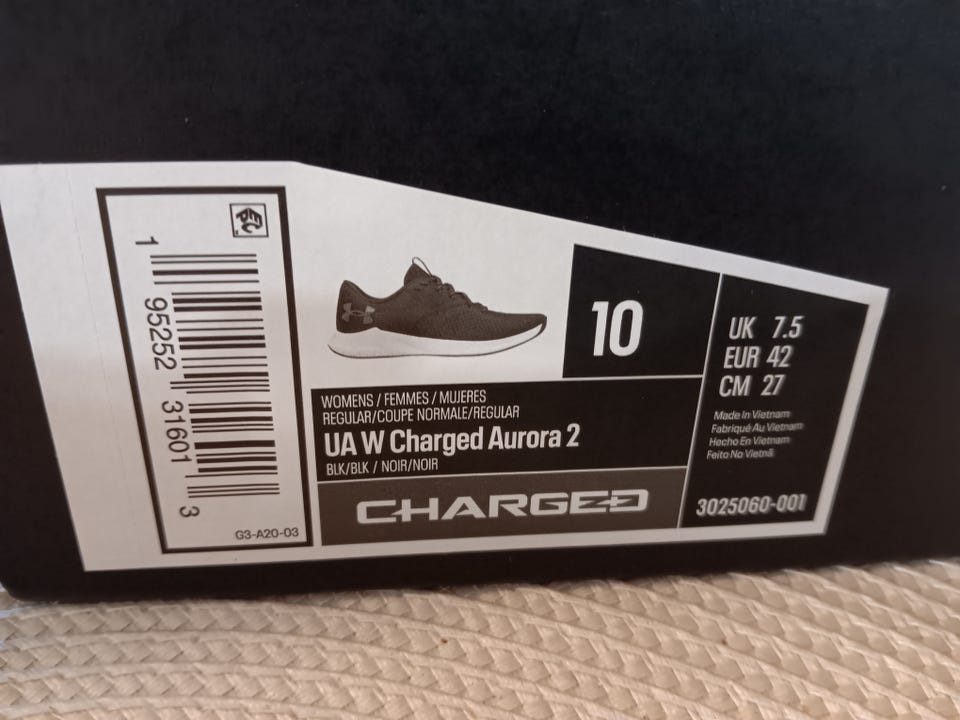 1 95252 31601 3
G3-A20-03
10
WOMENS / FEMMES / MUJERES
REGULAR/COUPE NORMALE/REGULAR
UA W Charged Aurora 2
BLK/BLK / NOIR/NOIR
CHARGED
UK 7.5
EUR 42
CM 27
Made In Vietnam
Fabriqué Au Vietnam
Hecho En Vietnam
Feito No Vietnã
3025060-001